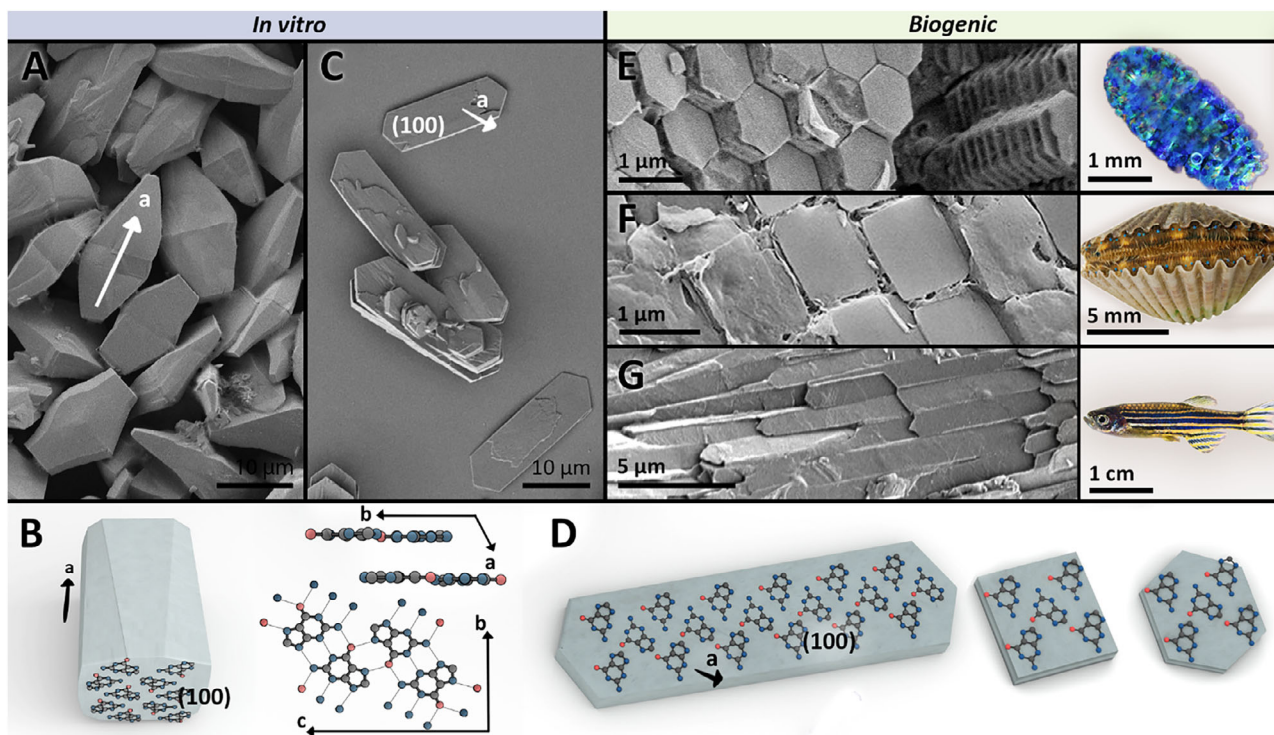 In vitro
Biogenic
A
a
10 µm
C
a
(100)
10 µm
E
1 µm
1 mm
F
1 µm
5 mm
G
5 µm
1 cm
B
a
(100)
b
a
b
c
D
a
(100)